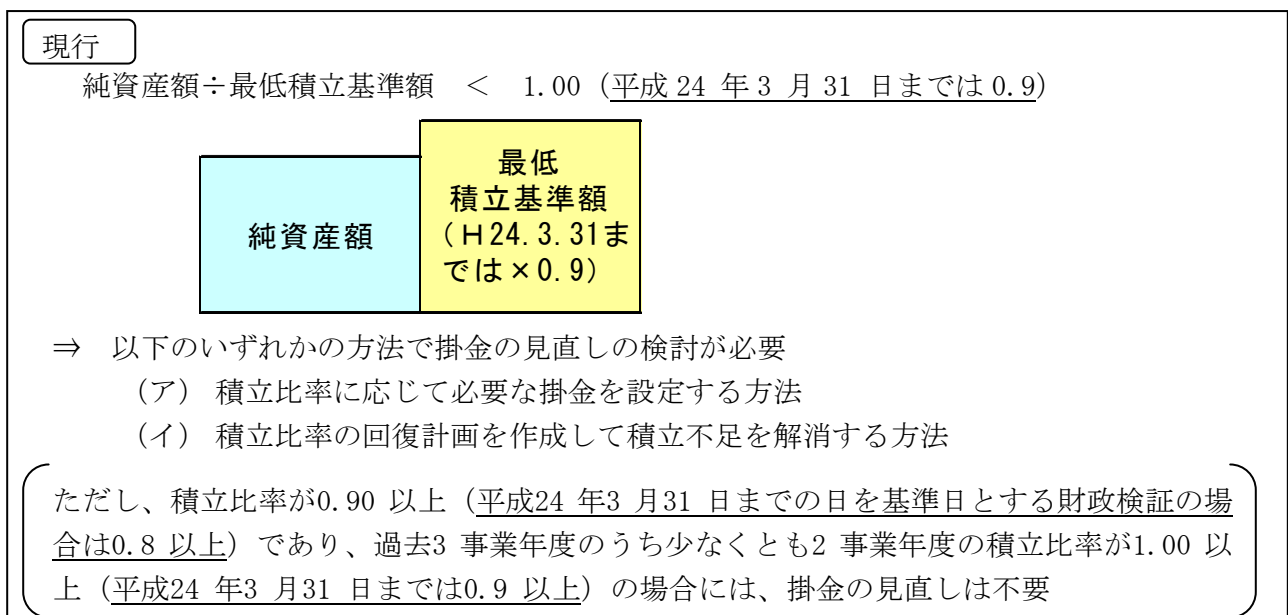 現行
純資産額÷最低積立基準額 ＜ 1.00（平成 24 年 3 月 31 日までは 0.9）
純資産額
最低
積立基準額
（Ｈ24.3.31ま
では×0.9）
⇒ 以下のいずれかの方法で掛金の見直しの検討が必要
（ア） 積立比率に応じて必要な掛金を設定する方法
（イ） 積立比率の回復計画を作成して積立不足を解消する方法
ただし、積立比率が0.90 以上（平成24 年3 月31 日までの日を基準日とする財政検証の場
合は0.8 以上）であり、過去3 事業年度のうち少なくとも2 事業年度の積立比率が1.00 以
上（平成24 年3 月31 日までは0.9 以上）の場合には、掛金の見直しは不要